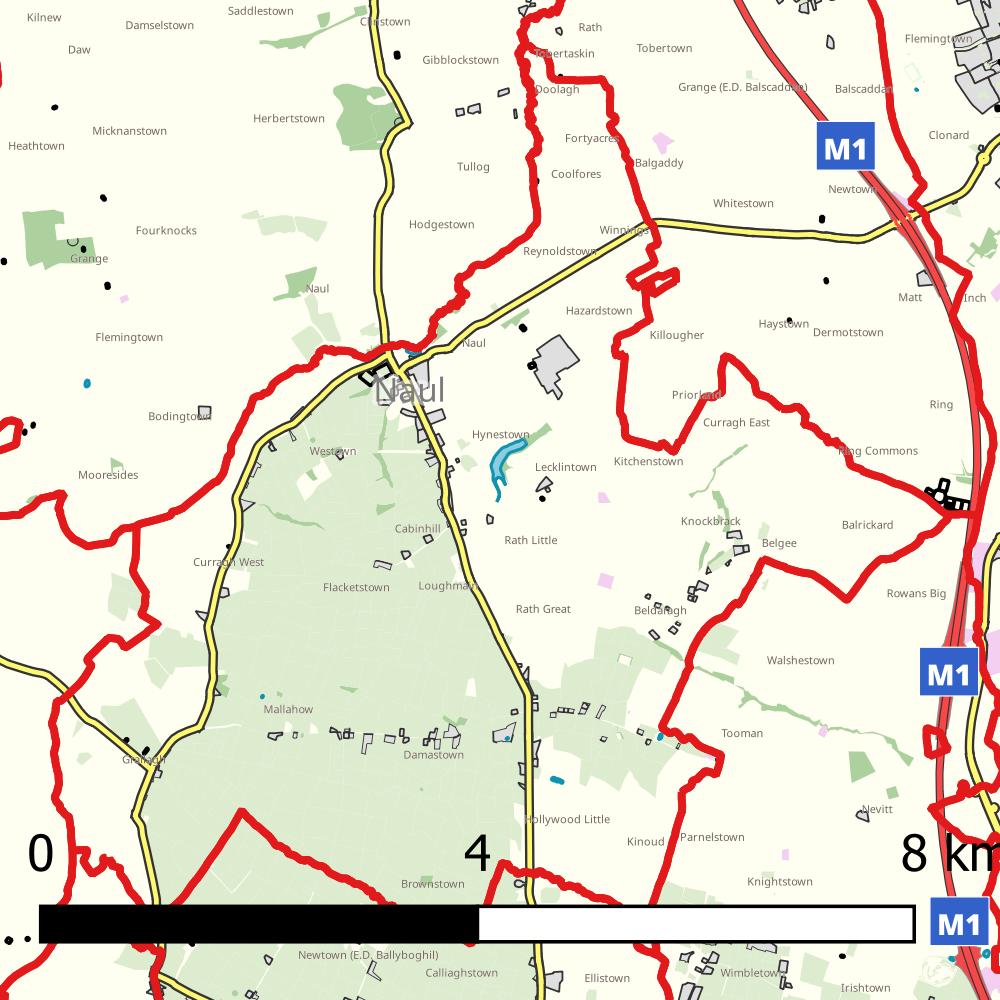 Kilnew
Saddlestown
Damselstown
Clinstown
Rath
Flemingtown
Daw
Tobertown
Tobertaskin
Gibblockstown
Grange (E.D. Balscaddan)
Balscaddan
Doolagh
Herbertstown
Micknanstown
Fortyacres
Clonard
Heathtown
M1
Balgaddy
Tullog
Coolfores
Newtown
Whitestown
Hodgestown
Fourknocks
Winnings
Reynoldstown
Grange
Naul
Matt
Inch
Hazardstown
Haystown
Dermotstown
Flemingtown
Killougher
Naul
Naul
Priorland
Ring
Bodingtown
Curragh East
Hynestown
Westown
Ring Commons
Kitchenstown
Lecklintown
Mooresides
Knockbrack
Balrickard
Cabinhill
Rath Little
Belgee
Curragh West
Flacketstown
Loughmain
Rowans Big
Rath Great
Beldaragh
Walshestown
M1
Mallahow
Tooman
Damastown
Grallagh
Nevitt
Hollywood Little
Kinoud
Parnelstown
0 4 8 km
Brownstown
Knightstown
M1
Newtown (E.D. Ballyboghil)
Calliaghstown
Ellistown
Wimbletown
Irishtown